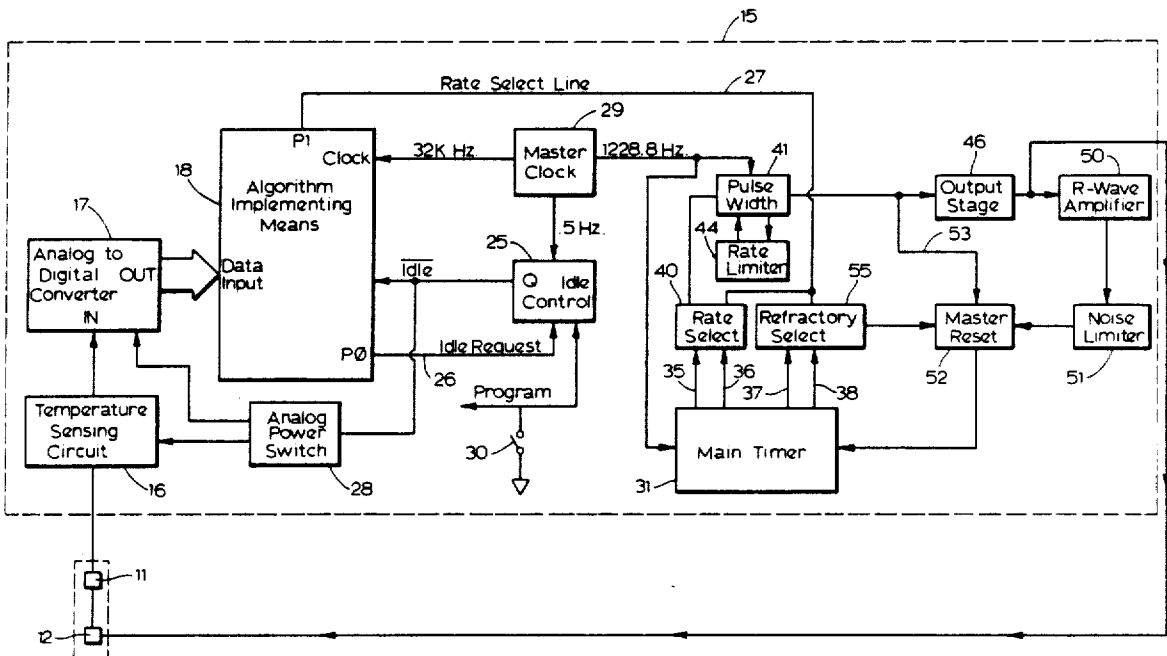 15
Rate Select Line
27
29
P1
Clock
32K Hz.
Master
Clock
1228.8 Hz.
41
46
50
18
Algorithm
Implementing
Means
Pulse
Width
Output
Stage
R-Wave
Amplifier
17
.5 Hz.
44
Rate
Limiter
53
25
Analog to
Digital OUT
Converter
IN
Data
Input
Idle
Q Idle
Control
40
55
Rate
Select
Refractory
Select
Master
Reset
Noise
Limiter
PØ
Idle Request
26
52
51
35
36
37
38
Program
Temperature
Sensing
Circuit
Analog
Power
Switch
30
Main Timer
31
16
28
11
12